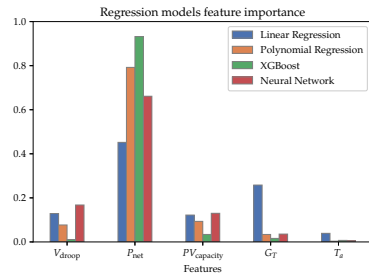 Regression models feature importance
1.0
0.8
0.6
0.4
0.2
0.0
Linear Regression
Polynomial Regression
XGBoost
Neural Network
V_droop
P_net
PV_capacity
G_T
T_a
Features